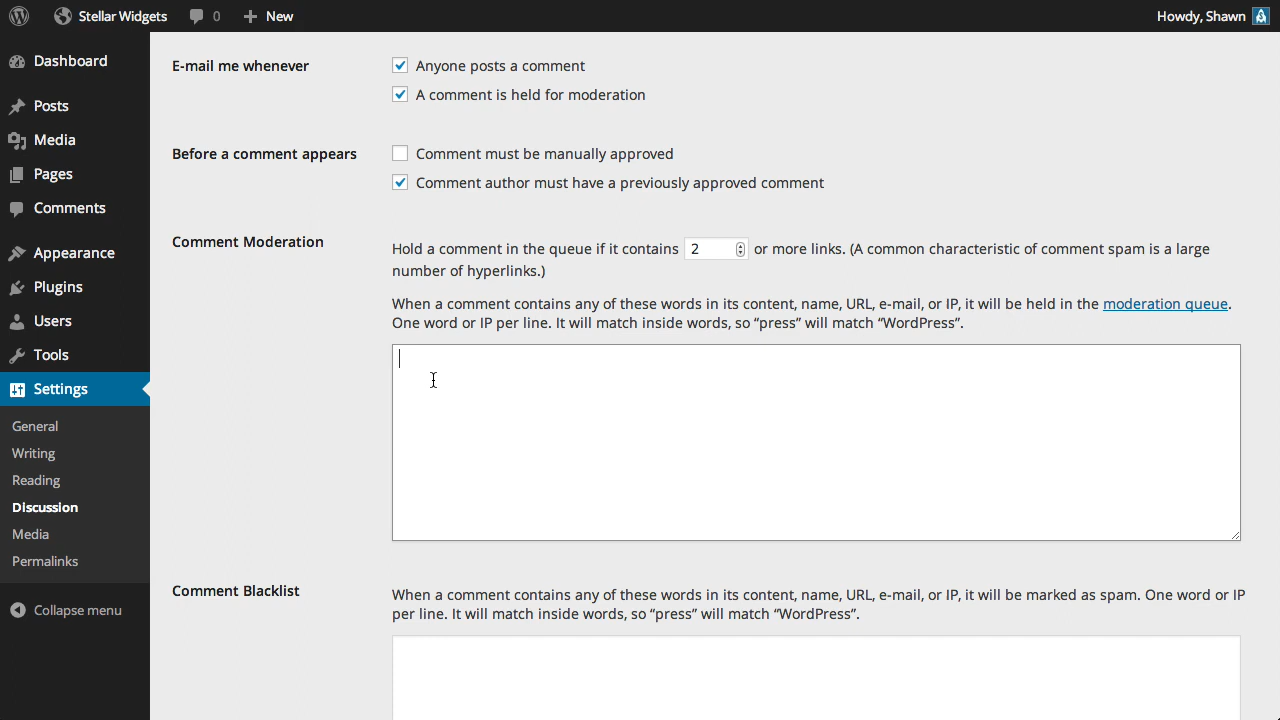 Stellar Widgets 0 New Howdy, Shawn
Dashboard
Posts
Media
Pages
Comments
Appearance
Plugins
Users
Tools
Settings
General
Writing
Reading
Discussion
Media
Permalinks
Collapse menu
E-mail me whenever
Anyone posts a comment
A comment is held for moderation
Before a comment appears
Comment must be manually approved
Comment author must have a previously approved comment
Comment Moderation
Hold a comment in the queue if it contains 2 or more links. (A common characteristic of comment spam is a large
number of hyperlinks.)
When a comment contains any of these words in its content, name, URL, e-mail, or IP, it will be held in the moderation queue.
One word or IP per line. It will match inside words, so “press” will match “WordPress”.
Comment Blacklist
When a comment contains any of these words in its content, name, URL, e-mail, or IP, it will be marked as spam. One word or IP
per line. It will match inside words, so “press” will match “WordPress”.